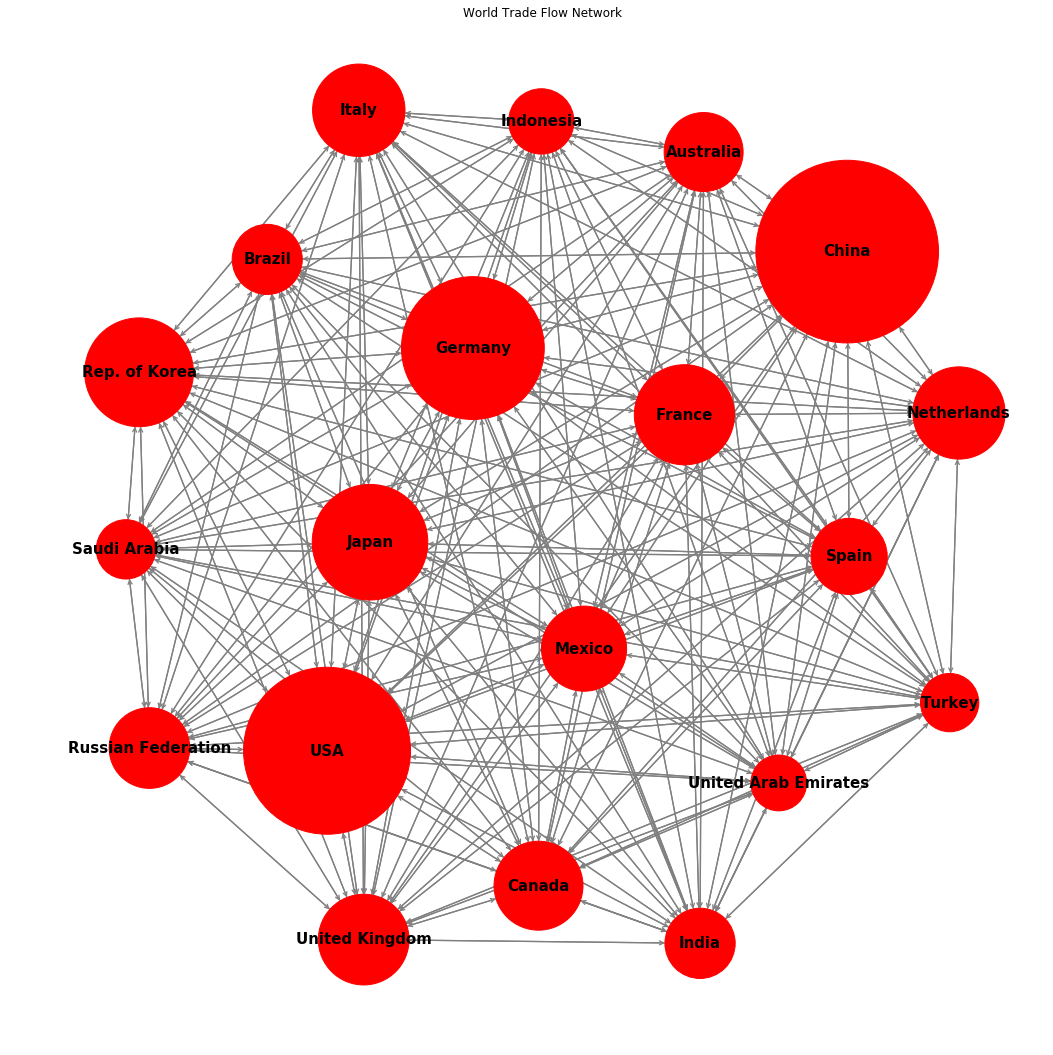 World Trade Flow Network
Italy
Indonesia
Australia
China
Brazil
Germany
Rep. of Korea
France
Netherlands
Japan
Saudi Arabia
Spain
Mexico
Turkey
Russian Federation
USA
United Arab Emirates
Canada
United Kingdom
India